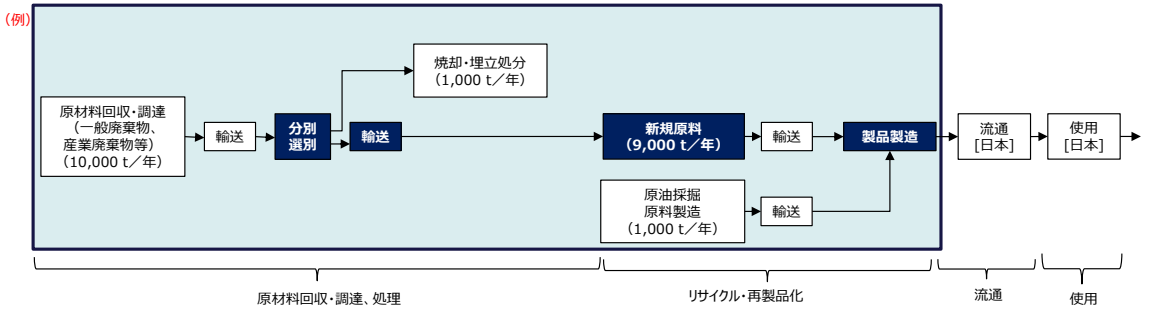 (例)
焼却・埋立処分
(1,000 t/年)
原材料回収・調達
(一般廃棄物、
産業廃棄物等)
(10,000 t/年)
輸送
分別
選別
輸送
新規原料
(9,000 t/年)
輸送
製品製造
流通
[日本]
使用
[日本]
原油採掘
原料製造
(1,000 t/年)
輸送
原材料回収・調達、処理
リサイクル・再製品化
流通
使用